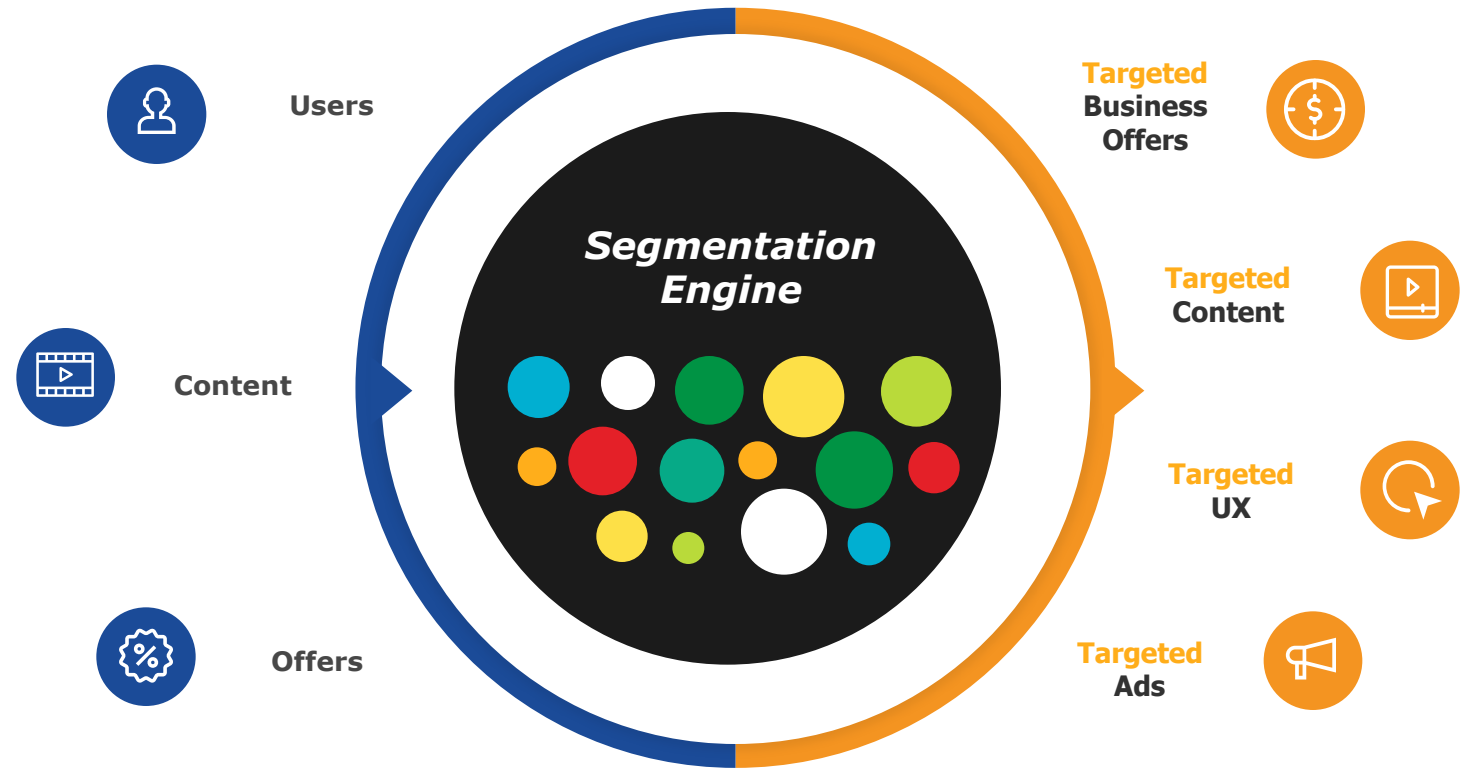 Users
Content
Offers
Segmentation
Engine
Targeted
Business
Offers
Targeted
Content
Targeted
UX
Targeted
Ads